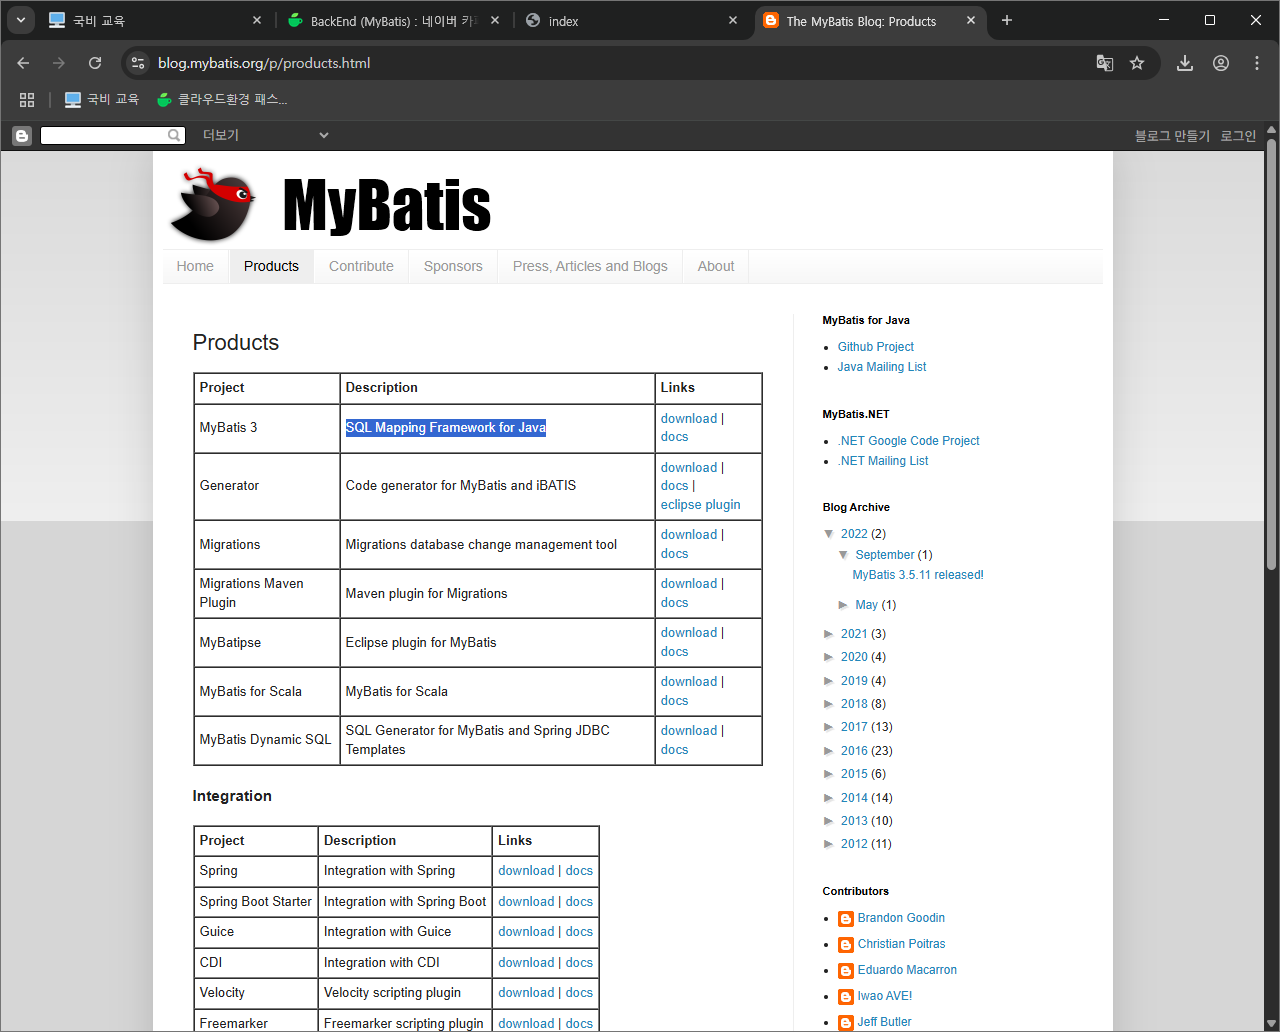 국비 교육
BackEnd (MyBatis) : 네이버 카페
index
The MyBatis Blog: Products
blog.mybatis.org/p/products.html
국비 교육
클라우드환경 패스...
더보기
블로그 만들기
로그인
MyBatis
Home
Products
Contribute
Sponsors
Press, Articles and Blogs
About
Products
Project Description Links
MyBatis 3 SQL Mapping Framework for Java download |
docs
Generator Code generator for MyBatis and iBATIS download |
docs |
eclipse plugin
Migrations Migrations database change management tool download |
docs
Migrations Maven
Plugin Maven plugin for Migrations download |
docs
MyBatipse Eclipse plugin for MyBatis download |
docs
MyBatis for Scala MyBatis for Scala download |
docs
MyBatis Dynamic SQL SQL Generator for MyBatis and Spring JDBC
Templates download |
docs
Integration
Project Description Links
Spring Integration with Spring download | docs
Spring Boot Starter Integration with Spring Boot download | docs
Guice Integration with Guice download | docs
CDI Integration with CDI download | docs
Velocity Velocity scripting plugin download | docs
Freemarker Freemarker scripting plugin download | docs
MyBatis for Java
Github Project
Java Mailing List
MyBatis.NET
.NET Google Code Project
.NET Mailing List
Blog Archive
▼ 2022 (2)
▼ September (1)
MyBatis 3.5.11 released!
► May (1)
► 2021 (3)
► 2020 (4)
► 2019 (4)
► 2018 (8)
► 2017 (13)
► 2016 (23)
► 2015 (6)
► 2014 (14)
► 2013 (10)
► 2012 (11)
Contributors
Brandon Goodin
Christian Poitras
Eduardo Macarron
Iwao AVE!
Jeff Butler